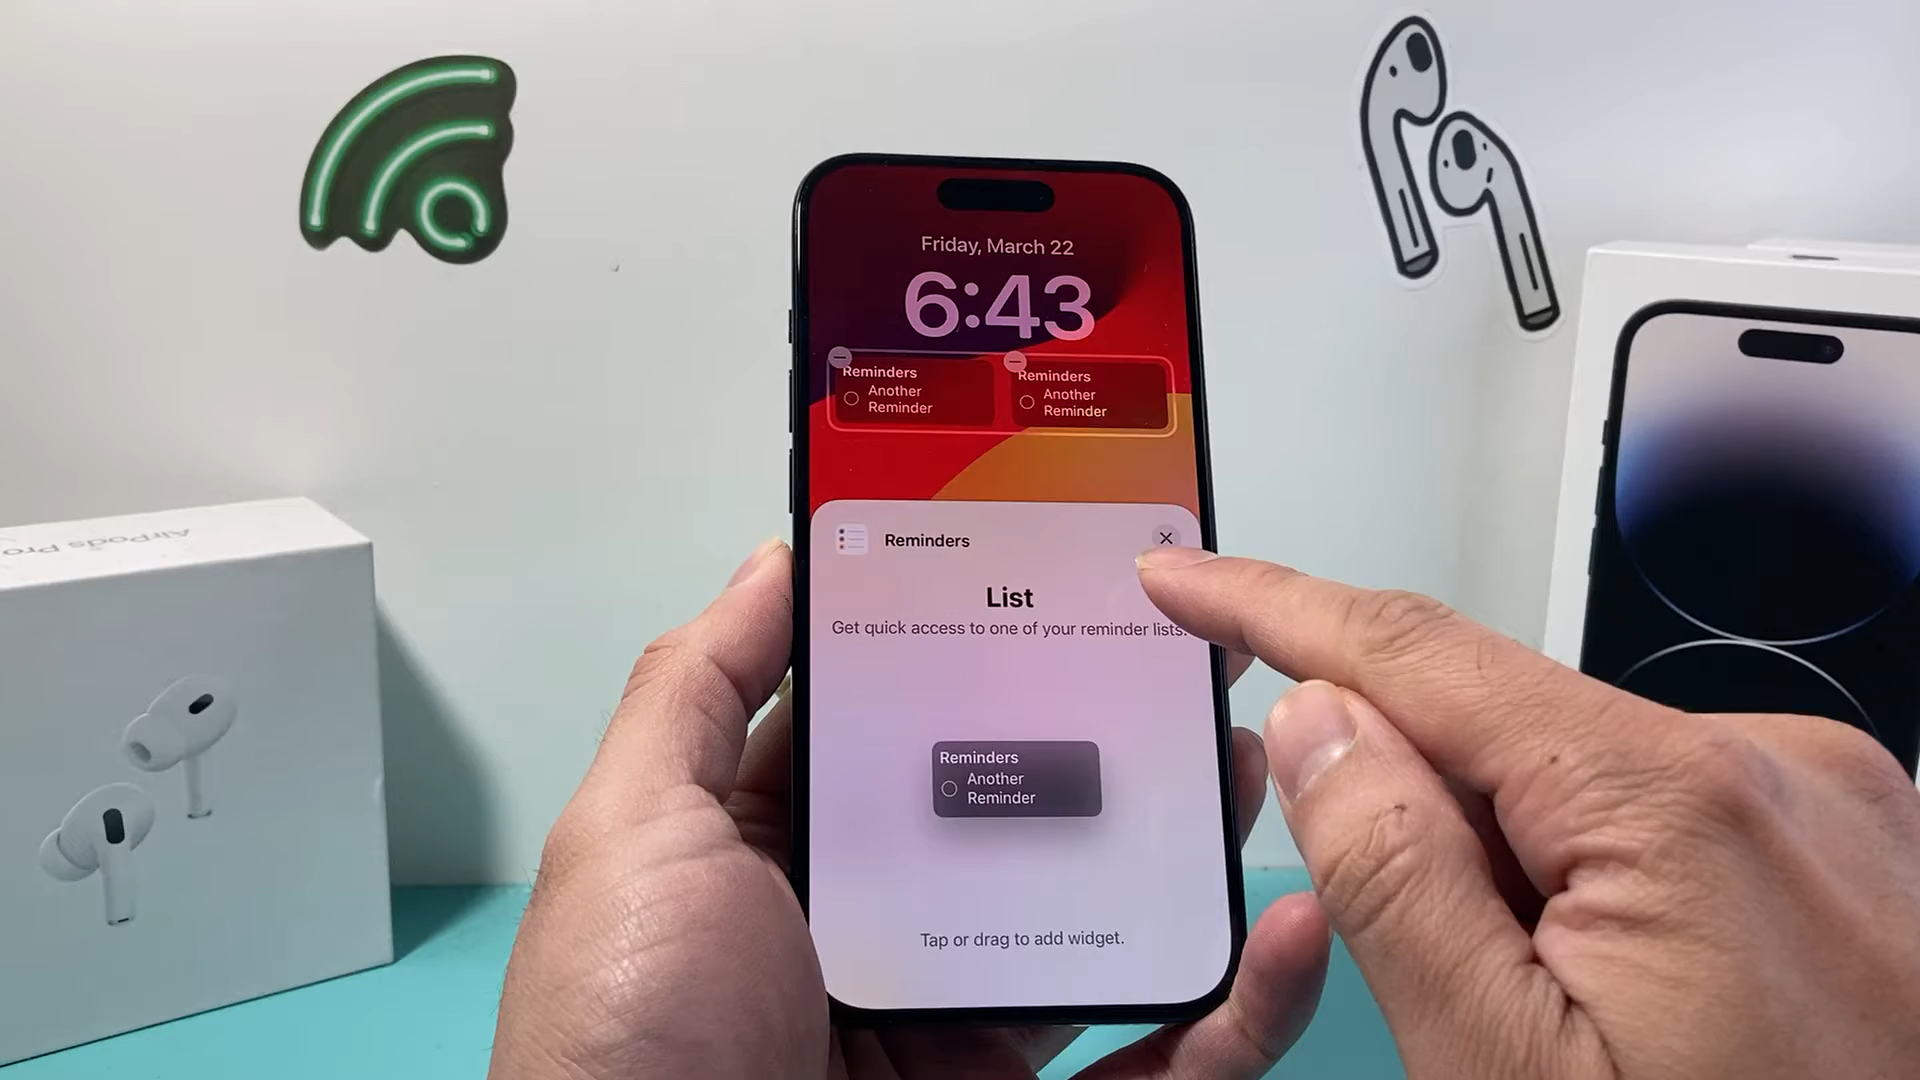 Friday, March 22
6:43
Reminders
Another
Reminder
Reminders
Another
Reminder
Reminders
List
Get quick access to one of your reminder lists.
Reminders
Another
Reminder
Tap or drag to add widget.
AirPods Pro